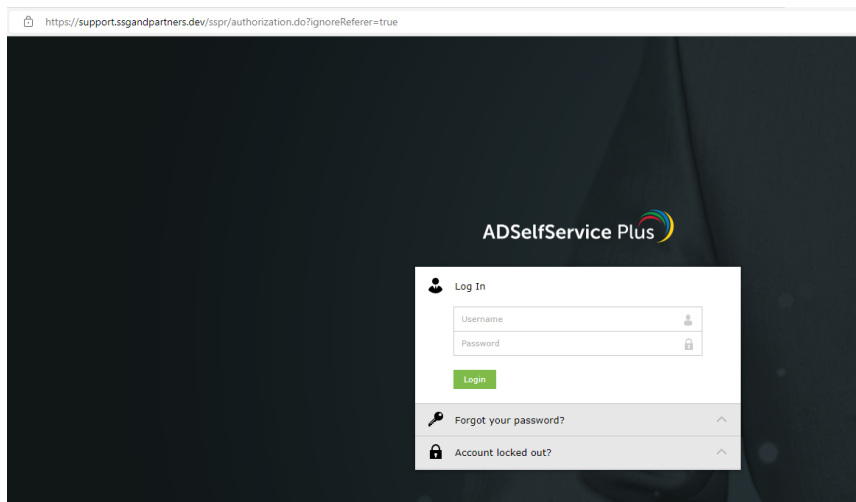 https://support.ssgandpartners.dev/sspr/authorization.do?ignoreReferer=true
ADSelfService Plus
Log In
Username
Password
Login
Forgot your password?
Account locked out?